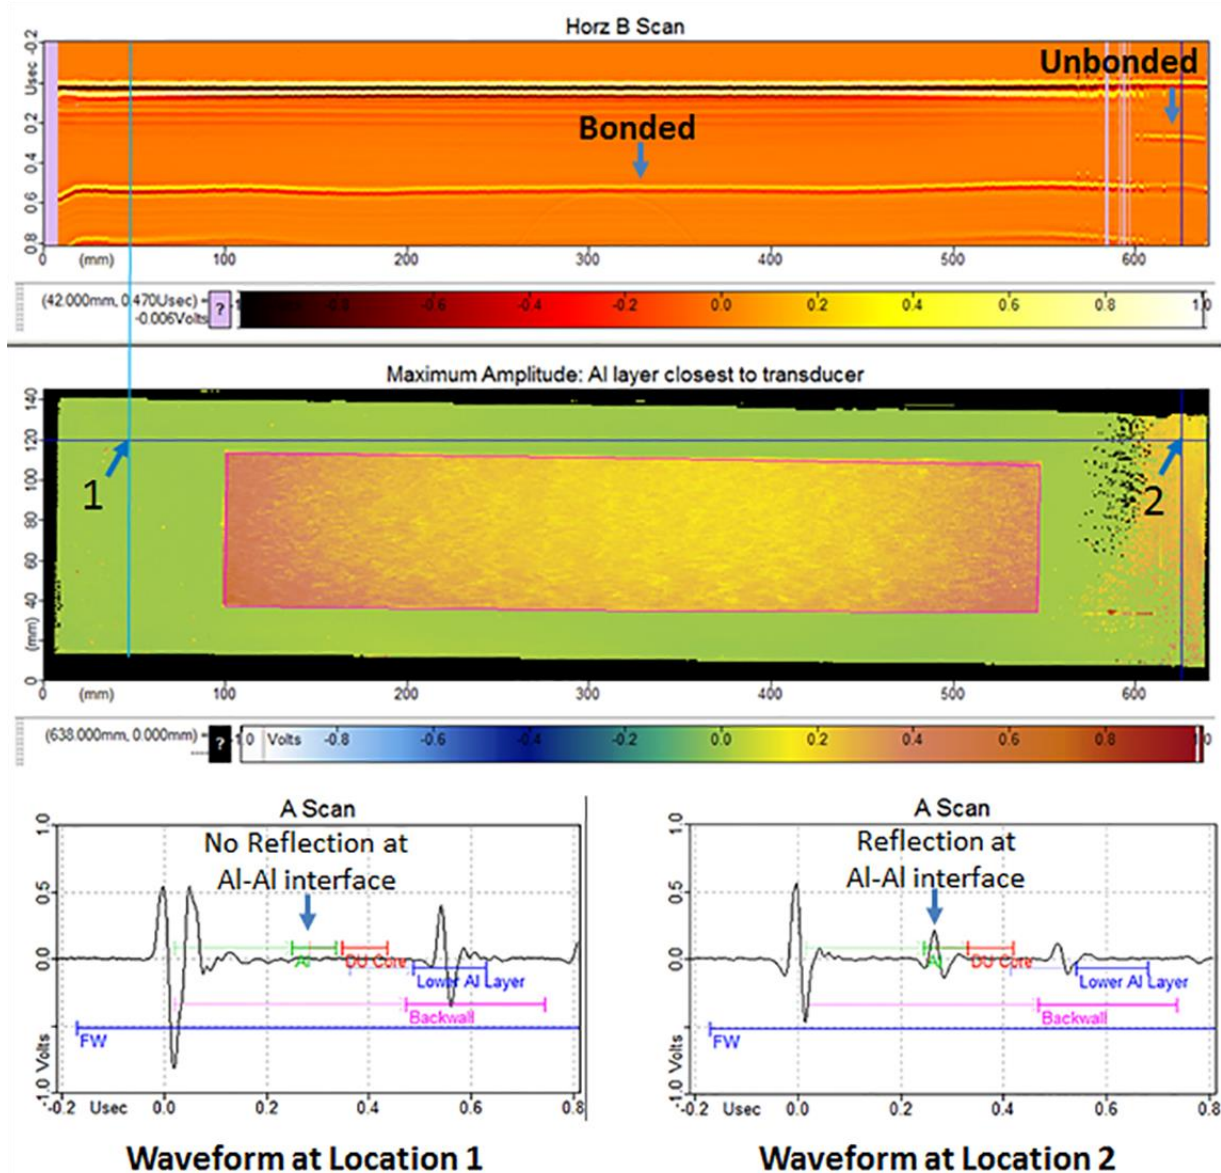 Horz B Scan
-0.2
Usec
0.2
0.4
0.6
0.8
Unbonded
Bonded
0
(mm)
100
200
300
400
500
600
(42.000mm, 0.470Usec) =
-0.006Volts
?
-0.8
-0.6
-0.4
-0.2
0.0
0.2
0.4
0.6
0.8
1.0
Maximum Amplitude: Al layer closest to transducer
140
120
100
80
60
40
(mm)
0
1
2
0
(mm)
100
200
300
400
500
600
(638.000mm, 0.000mm) =
?
1.0
Volts
-0.8
-0.6
-0.4
-0.2
0.0
0.2
0.4
0.6
0.8
1.0
A Scan
No Reflection at
Al-Al interface
1.0
0.5
0.0
-1.0 Volts
Al
DU Core
Lower Al Layer
Backwall
FW
-0.2
Usec
0.0
0.2
0.4
0.6
0.8
Waveform at Location 1
A Scan
Reflection at
Al-Al interface
1.0
0.5
0.0
-1.0 Volts
Al
DU Core
Lower Al Layer
Backwall
FW
-0.2
Usec
0.0
0.2
0.4
0.6
0.8
Waveform at Location 2